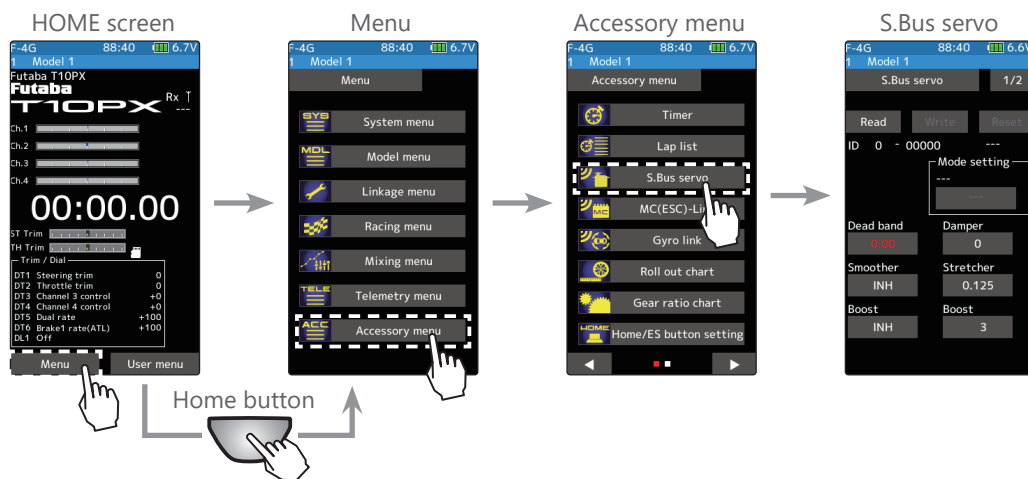 HOME screen
F-4G 88:40 6.7V
1 Model 1
Futaba T10PX
Futaba
T10PX
Rx
---
Ch.1
Ch.2
Ch.3
Ch.4
00:00.00
ST Trim
TH Trim
Trim / Dial
DT1 Steering trim 0
DT2 Throttle trim 0
DT3 Channel 3 control +0
DT4 Channel 4 control +0
DT5 Dual rate +100
DT6 Brake1 rate(ATL) +100
DL1 Off
Menu User menu
Home button
Menu
F-4G 88:40 6.7V
1 Model 1
Menu
SYS System menu
MDL Model menu
Linkage menu
Racing menu
Mixing menu
TELE Telemetry menu
ACC Accessory menu
Accessory menu
F-4G 88:40 6.7V
1 Model 1
Accessory menu
Timer
Lap list
S.Bus servo
MC MC(ESC)-Li
Gyro link
Roll out chart
Gear ratio chart
HOME Home/ES button setting
S.Bus servo
F-4G 88:40 6.6V
1 Model 1
S.Bus servo 1/2
Read Write Reset
ID 0 - 00000 ---
Mode setting
---
---
Dead band Damper
0.00 0
Smoother Stretcher
INH 0.125
Boost Boost
INH 3